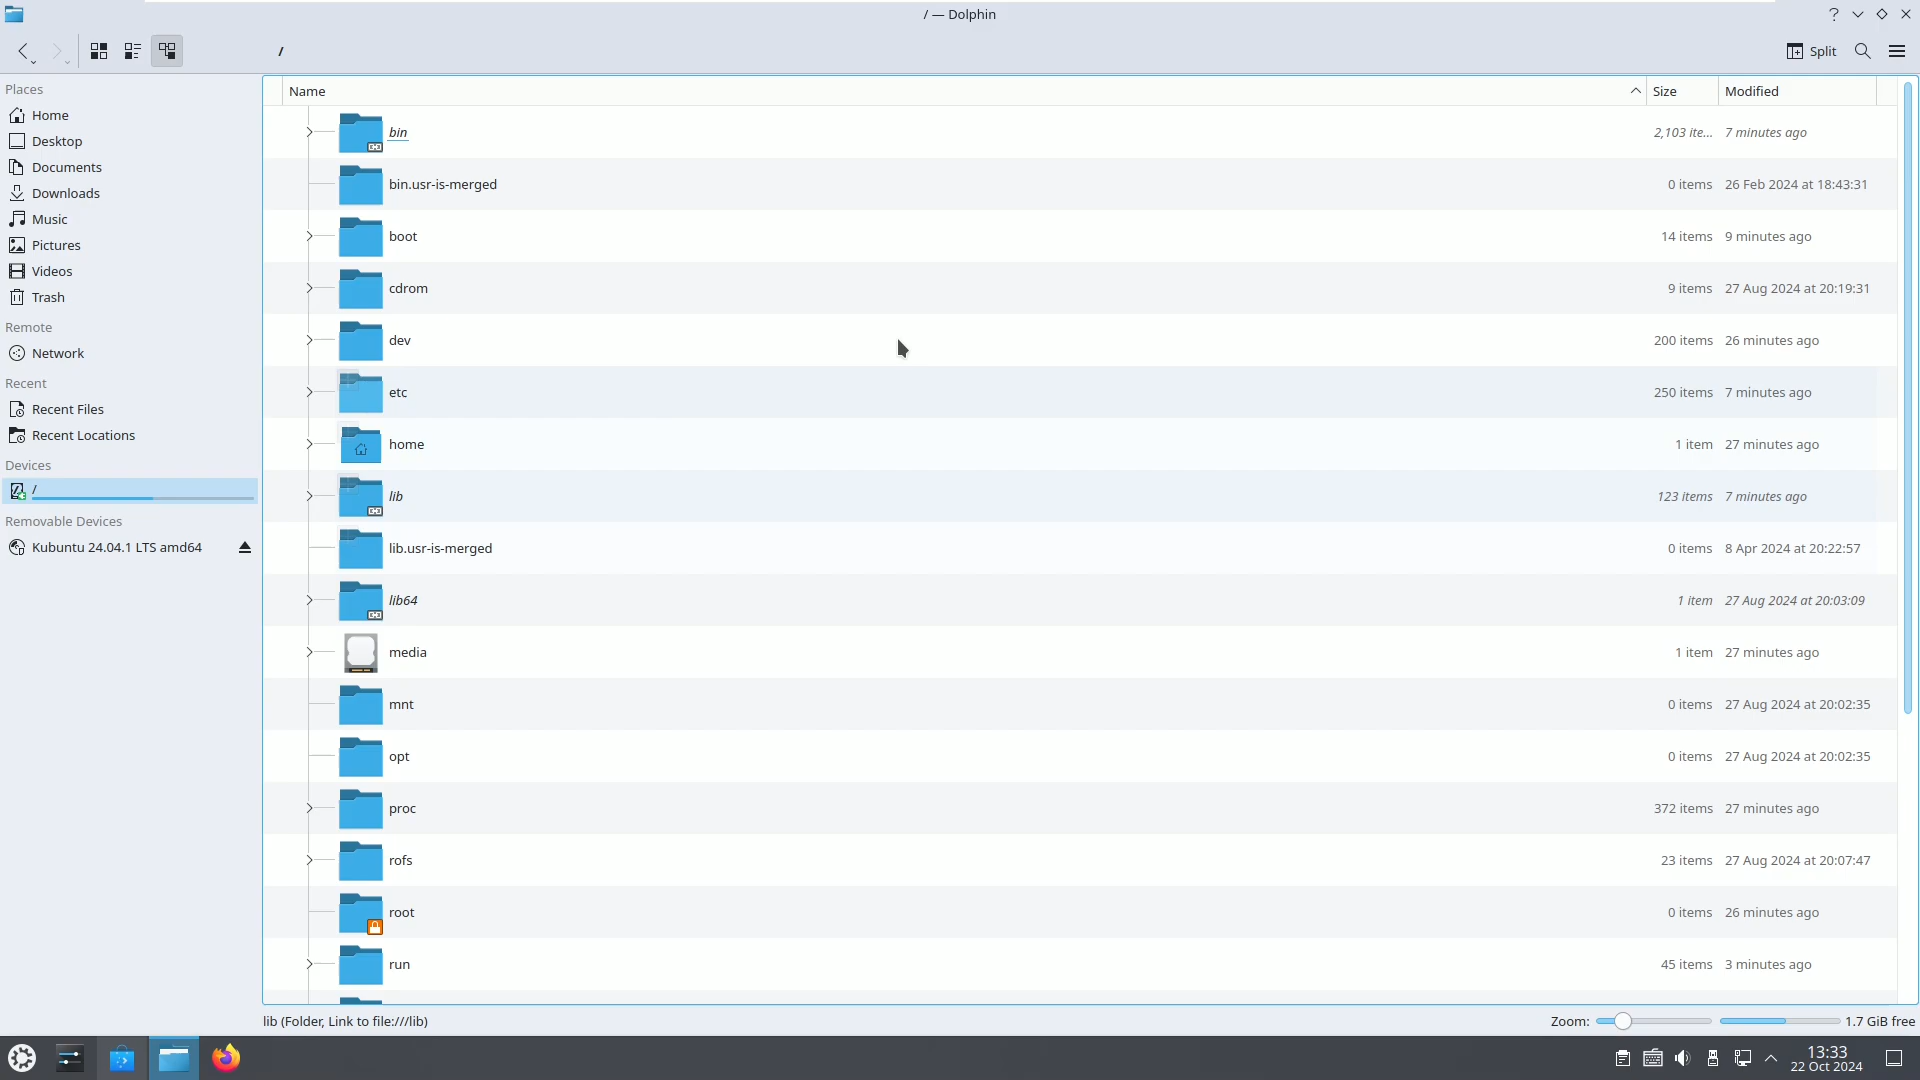 / — Dolphin
/
Split
Places
Home
Desktop
Documents
Downloads
Music
Pictures
Videos
Trash
Remote
Network
Recent
Recent Files
Recent Locations
Devices
/
Removable Devices
Kubuntu 24.04.1 LTS amd64
Name Size Modified
bin 2,103 ite... 7 minutes ago
bin.usr-is-merged 0 items 26 Feb 2024 at 18:43:31
boot 14 items 9 minutes ago
cdrom 9 items 27 Aug 2024 at 20:19:31
dev 200 items 26 minutes ago
etc 250 items 7 minutes ago
home 1 item 27 minutes ago
lib 123 items 7 minutes ago
lib.usr-is-merged 0 items 8 Apr 2024 at 20:22:57
lib64 1 item 27 Aug 2024 at 20:03:09
media 1 item 27 minutes ago
mnt 0 items 27 Aug 2024 at 20:02:35
opt 0 items 27 Aug 2024 at 20:02:35
proc 372 items 27 minutes ago
rofs 23 items 27 Aug 2024 at 20:07:47
root 0 items 26 minutes ago
run 45 items 3 minutes ago
lib (Folder, Link to file:///lib) Zoom: 1.7 GiB free
13:33
22 Oct 2024